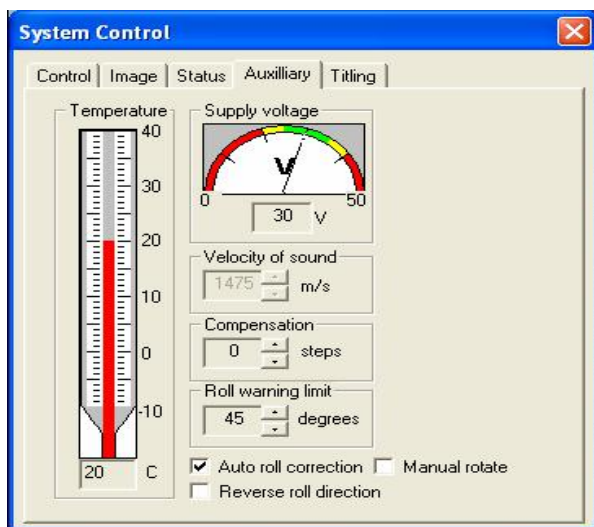 System Control
Control Image Status Auxilliary Titling
Temperature
40
30
20
10
0
-10
20 C
Supply voltage
V
0 50
30 V
Velocity of sound
1475 m/s
Compensation
0 steps
Roll warning limit
45 degrees
Auto roll correction Manual rotate
Reverse roll direction